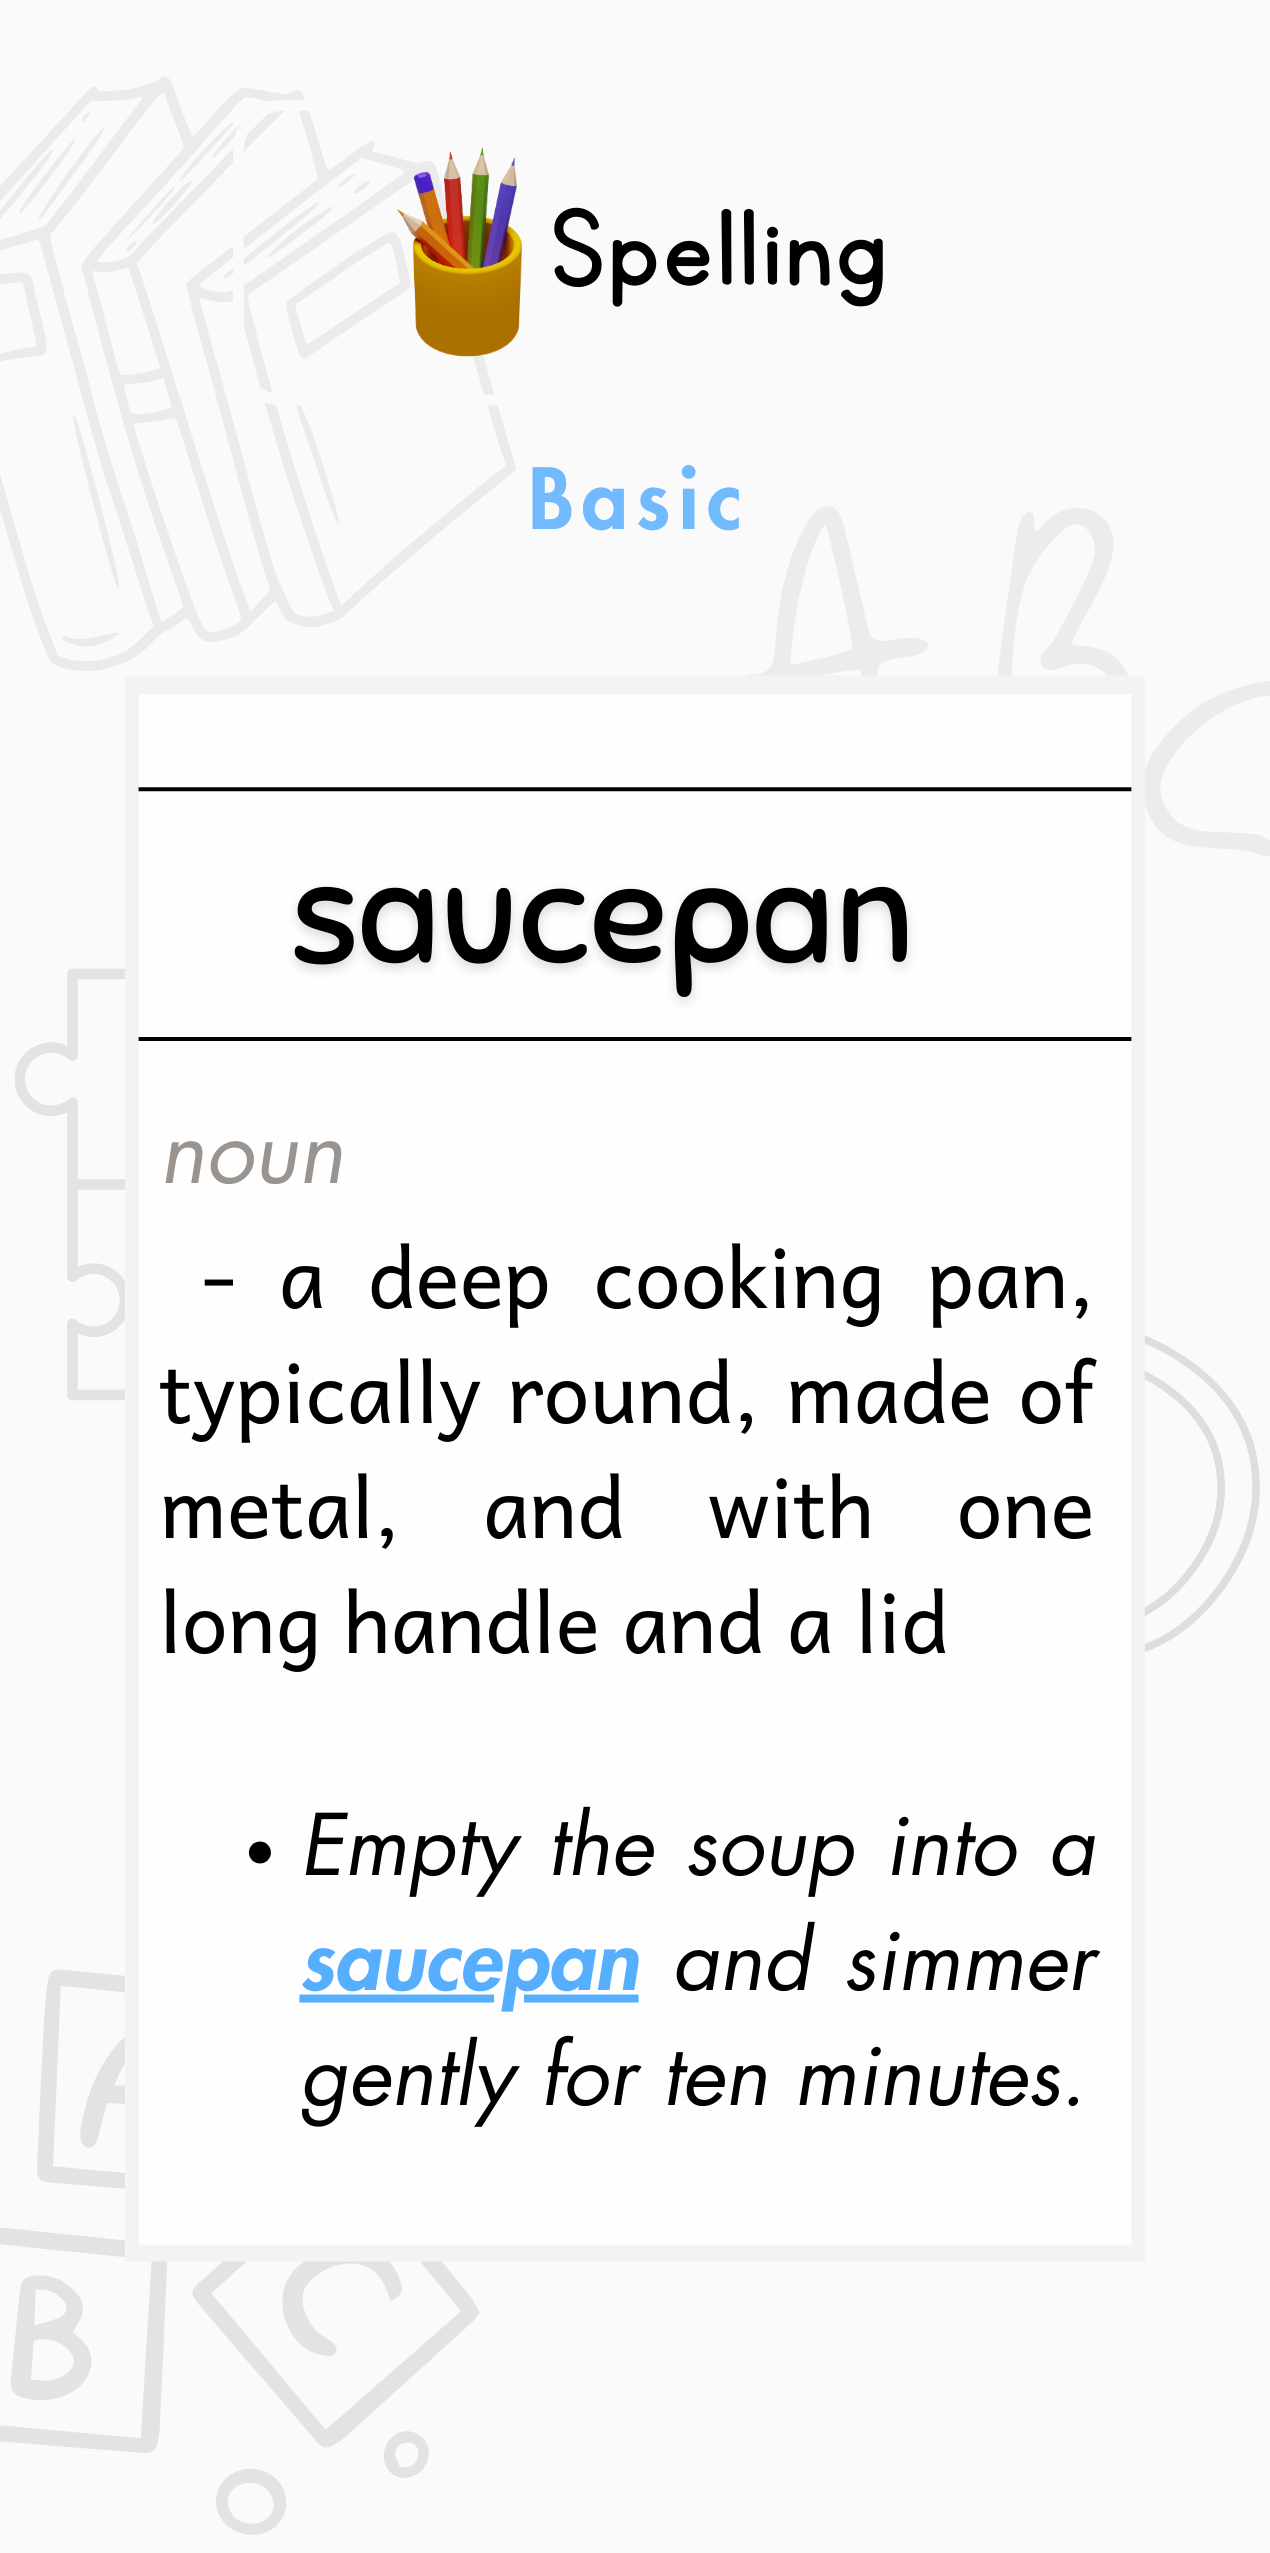 Spelling
Basic
saucepan
noun
- a deep cooking pan,
typically round, made of
metal, and with one
long handle and a lid
• Empty the soup into a
saucepan and simmer
gently for ten minutes.
A B C
A
B
C